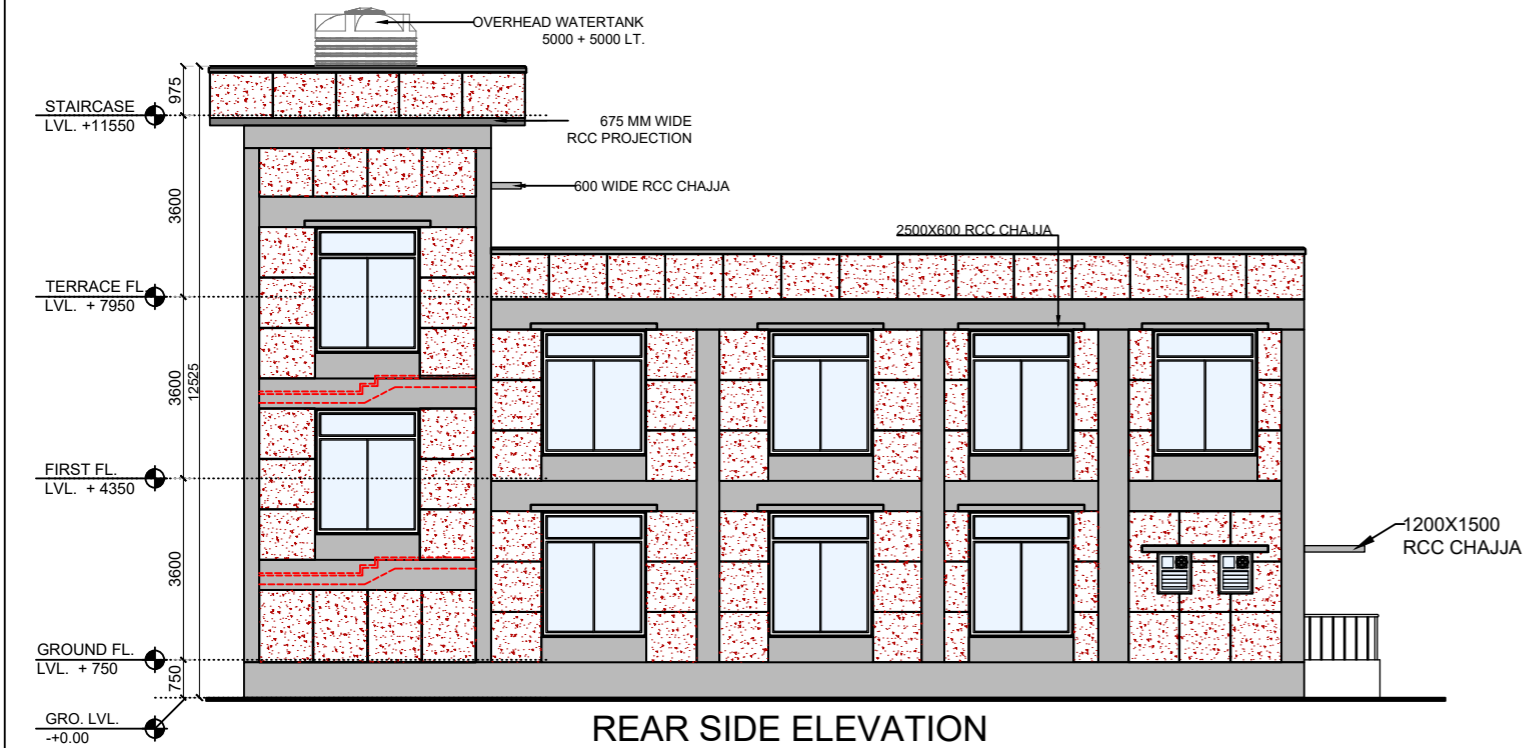 OVERHEAD WATERTANK
5000 + 5000 LT.
975
STAIRCASE
LVL. +11550
675 MM WIDE
RCC PROJECTION
3600
600 WIDE RCC CHAJJA
2500X600 RCC CHAJJA
TERRACE FL.
LVL. + 7950
3600
12525
FIRST FL.
LVL. + 4350
1200X1500
RCC CHAJJA
3600
GROUND FL.
LVL. + 750
750
GRO. LVL.
-+0.00
REAR SIDE ELEVATION